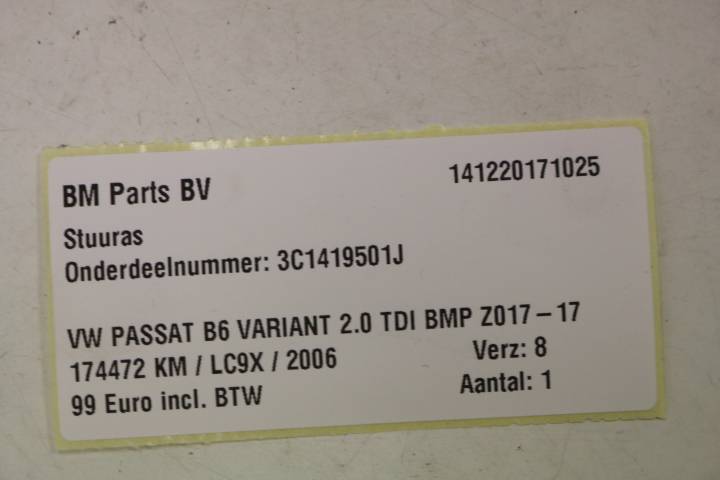 BM Parts BV 141220171025
Stuuras
Onderdeelnummer: 3C1419501J
VW PASSAT B6 VARIANT 2.0 TDI BMP Z017-17
174472 KM / LC9X / 2006 Verz: 8
99 Euro incl. BTW Aantal: 1